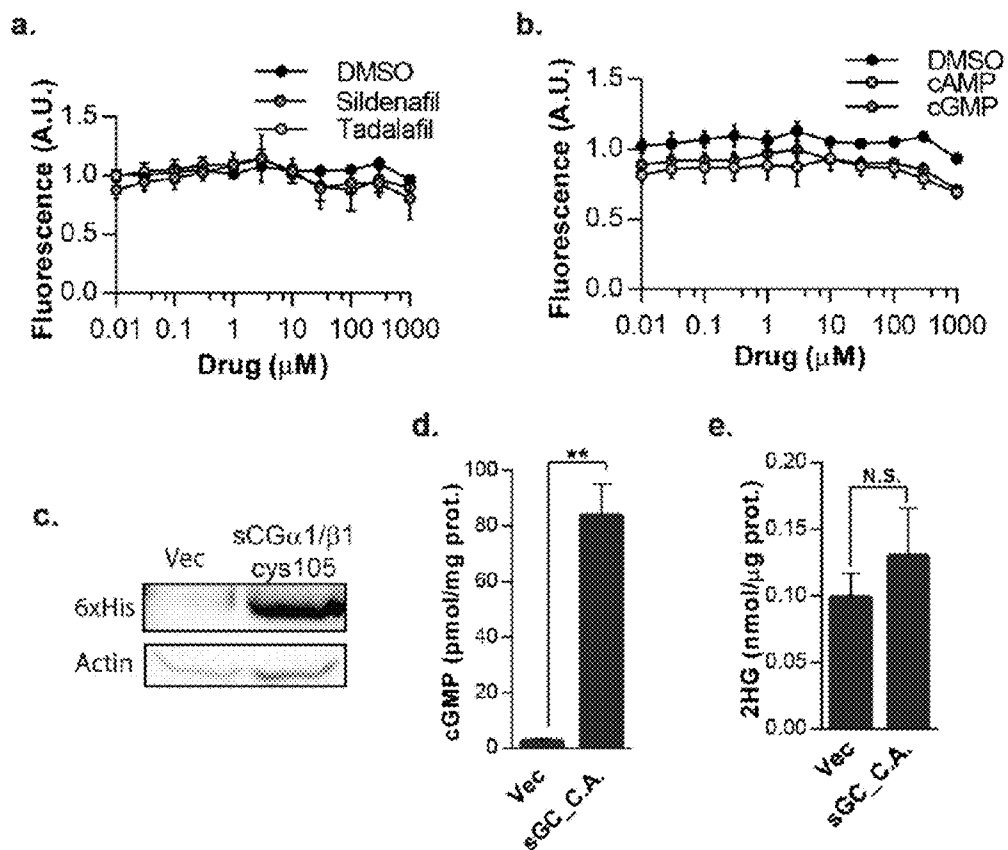 a.
Fluorescence (A.U.)
1.5
1.0
0.5
0.0
DMSO
Sildenafil
Tadalafil
0.01 0.1 1 10 100 1000
Drug (μM)
b.
Fluorescence (A.U.)
1.5
1.0
0.5
0.0
DMSO
cAMP
cGMP
0.01 0.1 1 10 100 1000
Drug (μM)
c.
Vec
sCGα1/β1
cys105
6xHis
Actin
d.
cGMP (pmol/mg prot.)
100
80
60
40
20
0
**
Vec
sGC_C.A.
e.
2HG (nmol/μg prot.)
0.20
0.15
0.10
0.05
0.00
N.S.
Vec
sGC_C.A.